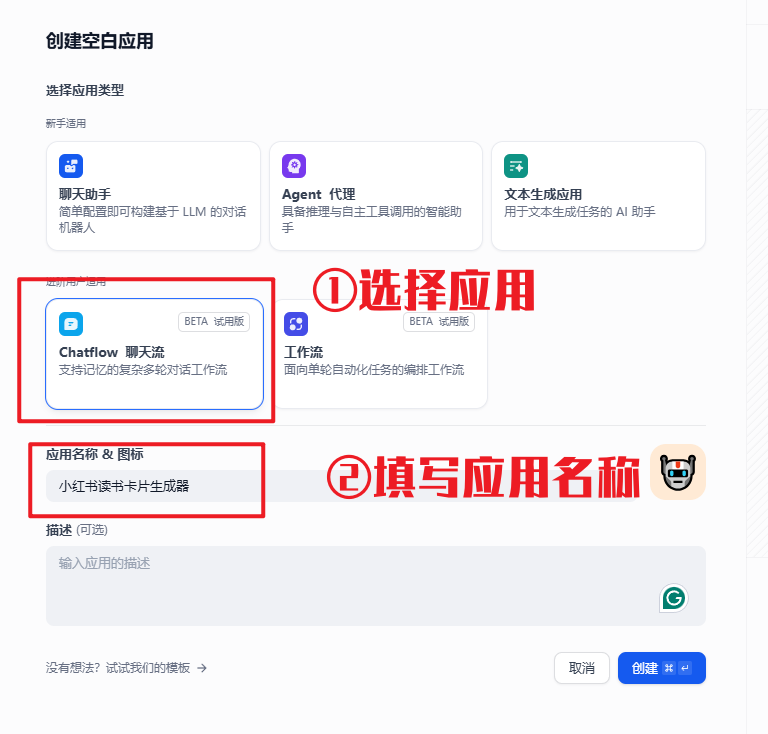 创建空白应用
选择应用类型
新手适用
聊天助手
简单配置即可构建基于 LLM 的对话
机器人
Agent 代理
具备推理与自主工具调用的智能助
手
文本生成应用
用于文本生成任务的 AI 助手
进阶用户适用
①选择应用
BETA 试用版
Chatflow 聊天流
支持记忆的复杂多轮对话工作流
BETA 试用版
工作流
面向单轮自动化任务的编排工作流
应用名称 & 图标
小红书读书卡片生成器
②填写应用名称
描述 (可选)
输入应用的描述
没有想法？试试我们的模板 →
取消
创建 ⌘ ↵